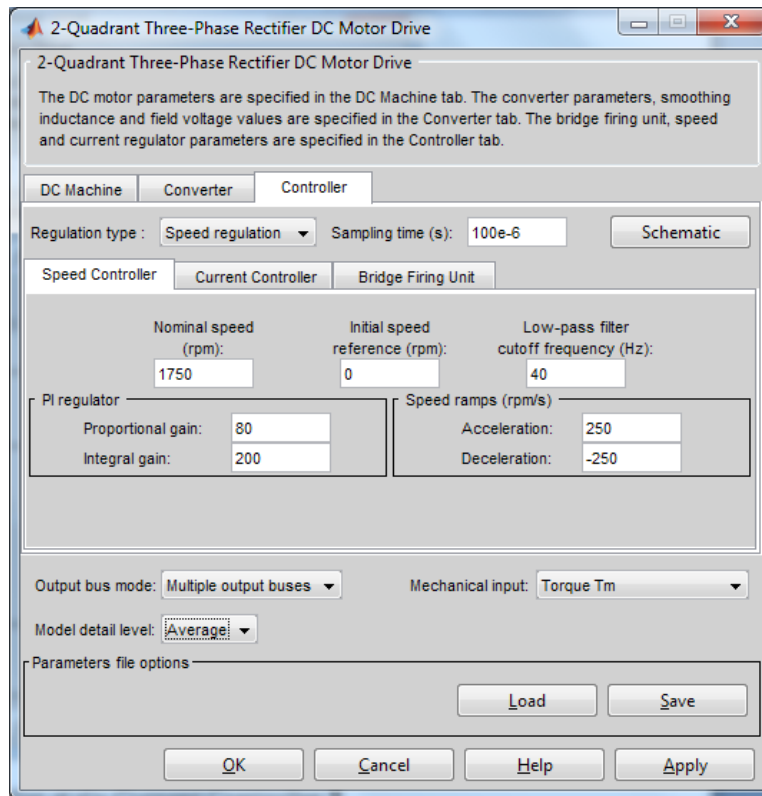 2-Quadrant Three-Phase Rectifier DC Motor Drive
2-Quadrant Three-Phase Rectifier DC Motor Drive
The DC motor parameters are specified in the DC Machine tab. The converter parameters, smoothing
inductance and field voltage values are specified in the Converter tab. The bridge firing unit, speed
and current regulator parameters are specified in the Controller tab.
DC Machine Converter Controller
Regulation type : Speed regulation Sampling time (s): 100e-6 Schematic
Speed Controller Current Controller Bridge Firing Unit
Nominal speed Initial speed Low-pass filter
(rpm): reference (rpm): cutoff frequency (Hz):
1750 0 40
PI regulator Speed ramps (rpm/s)
Proportional gain: 80 Acceleration: 250
Integral gain: 200 Deceleration: -250
Output bus mode: Multiple output buses Mechanical input: Torque Tm
Model detail level: Average
Parameters file options
Load Save
OK Cancel Help Apply